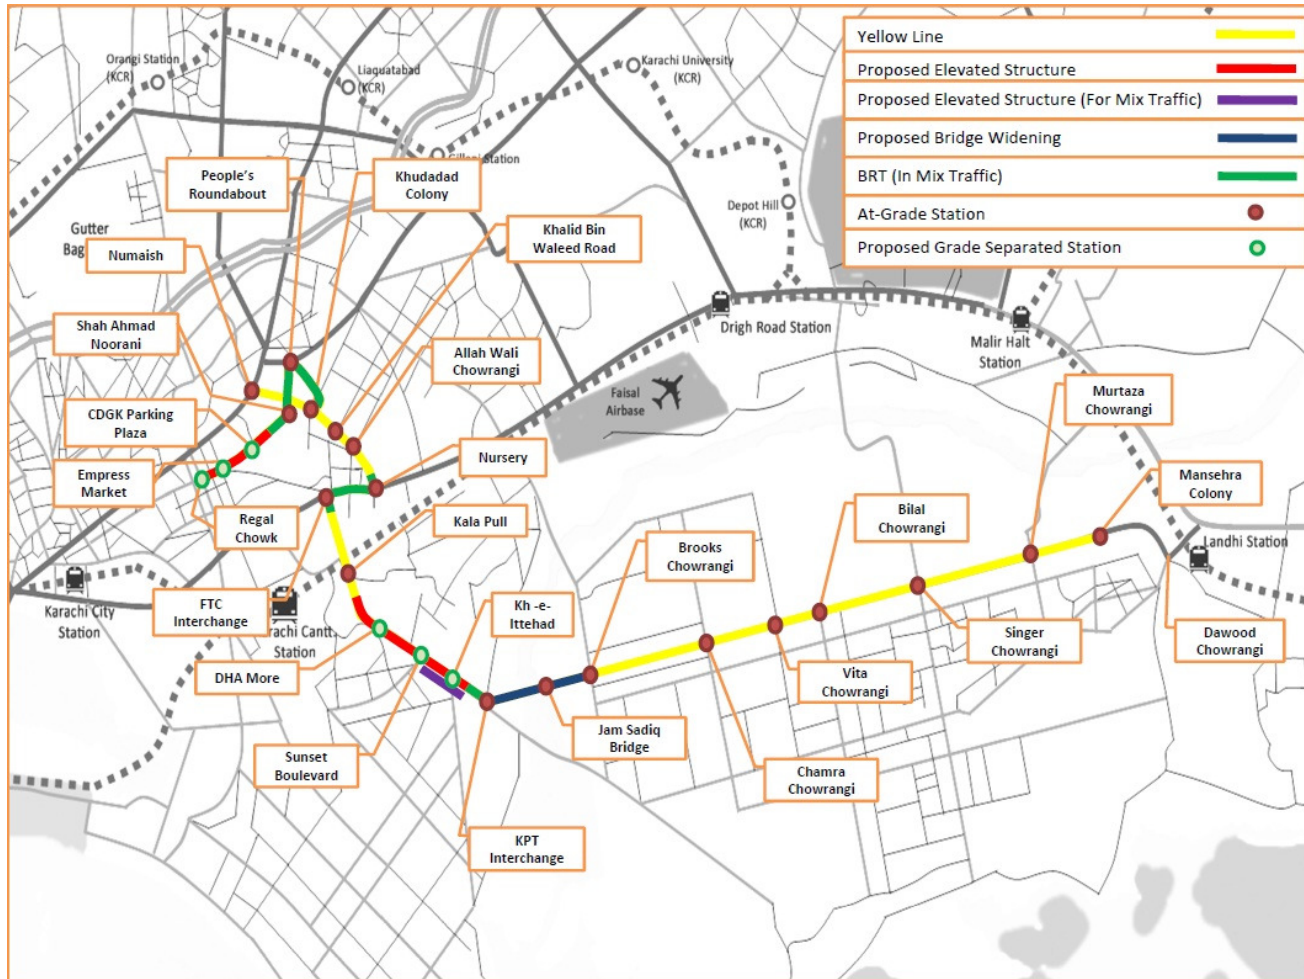 Yellow Line
Proposed Elevated Structure
Proposed Elevated Structure (For Mix Traffic)
Proposed Bridge Widening
BRT (In Mix Traffic)
At-Grade Station
Proposed Grade Separated Station
Orangi Station
(KCR)
Liaquatabad
(KCR)
Karachi University
(KCR)
Station
Depot Hill
(KCR)
People's
Roundabout
Khudadad
Colony
Khalid Bin
Waleed Road
Gutter
Numaish
Shah Ahmad
Noorani
Allah Wali
Chowrangi
Drigh Road Station
Malir Halt
Station
Faisal
Airbase
CDGK Parking
Plaza
Murtaza
Chowrangi
Empress
Market
Nursery
Mansehra
Colony
Regal
Chowk
Kala Pull
Bilal
Chowrangi
Brooks
Chowrangi
Landhi Station
Karachi City
Station
FTC
Interchange
Kh -e-
Ittehad
Station
DHA More
Singer
Chowrangi
Dawood
Chowrangi
Vita
Chowrangi
Jam Sadiq
Bridge
Sunset
Boulevard
Chamra
Chowrangi
KPT
Interchange